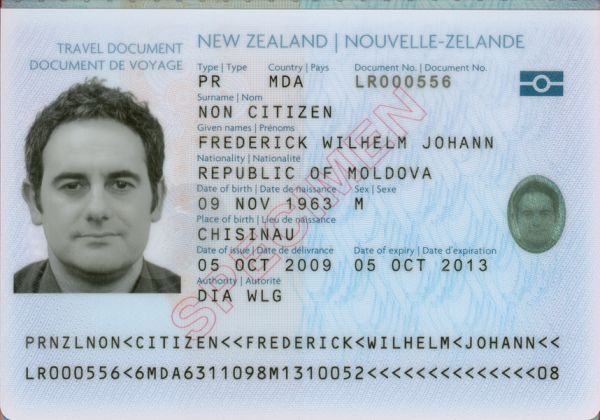 TRAVEL DOCUMENT
DOCUMENT DE VOYAGE
NEW ZEALAND | NOUVELLE-ZELANDE
Type | Type Country | Pays Document No. | Document No.
PR MDA LR000556
Surname | Nom
NON CITIZEN
Given names | Prénoms
FREDERICK WILHELM JOHANN
Nationality | Nationalité
REPUBLIC OF MOLDOVA
Date of birth | Date de naissance Sex | Sexe
09 NOV 1963 M
Place of birth | Lieu de naissance
CHISINAU
Date of issue | Date de délivrance Date of expiry | Date d'expiration
05 OCT 2009 05 OCT 2013
Authority | Autorité
DIA WLG
SPECIMEN
PRNZLNON<CITIZEN<<FREDERICK<WILHELM<JOHANN<<
LR000556<6MDA6311098M1310052<<<<<<<<<<<<<<08